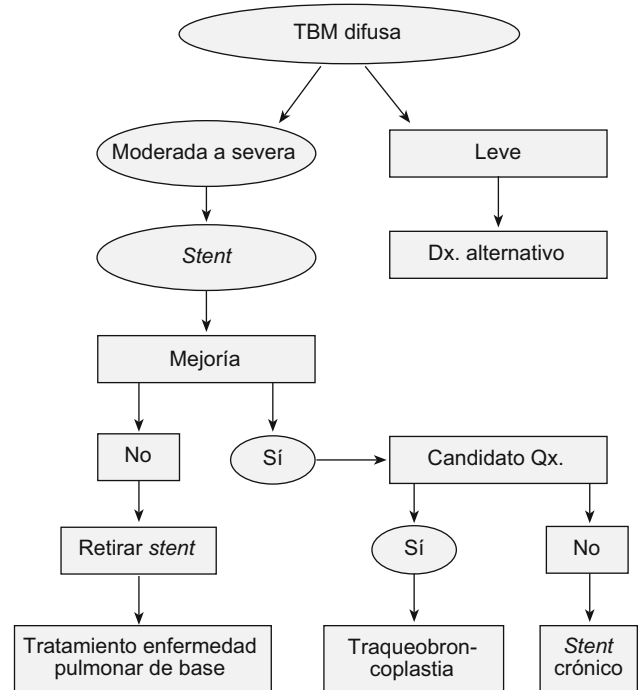 TBM difusa
Moderada a severa
Leve
Stent
Dx. alternativo
Mejoría
No
Sí
Candidato Qx.
Retirar stent
Sí
No
Tratamiento enfermedad
pulmonar de base
Traqueobron-
coplastia
Stent
crónico